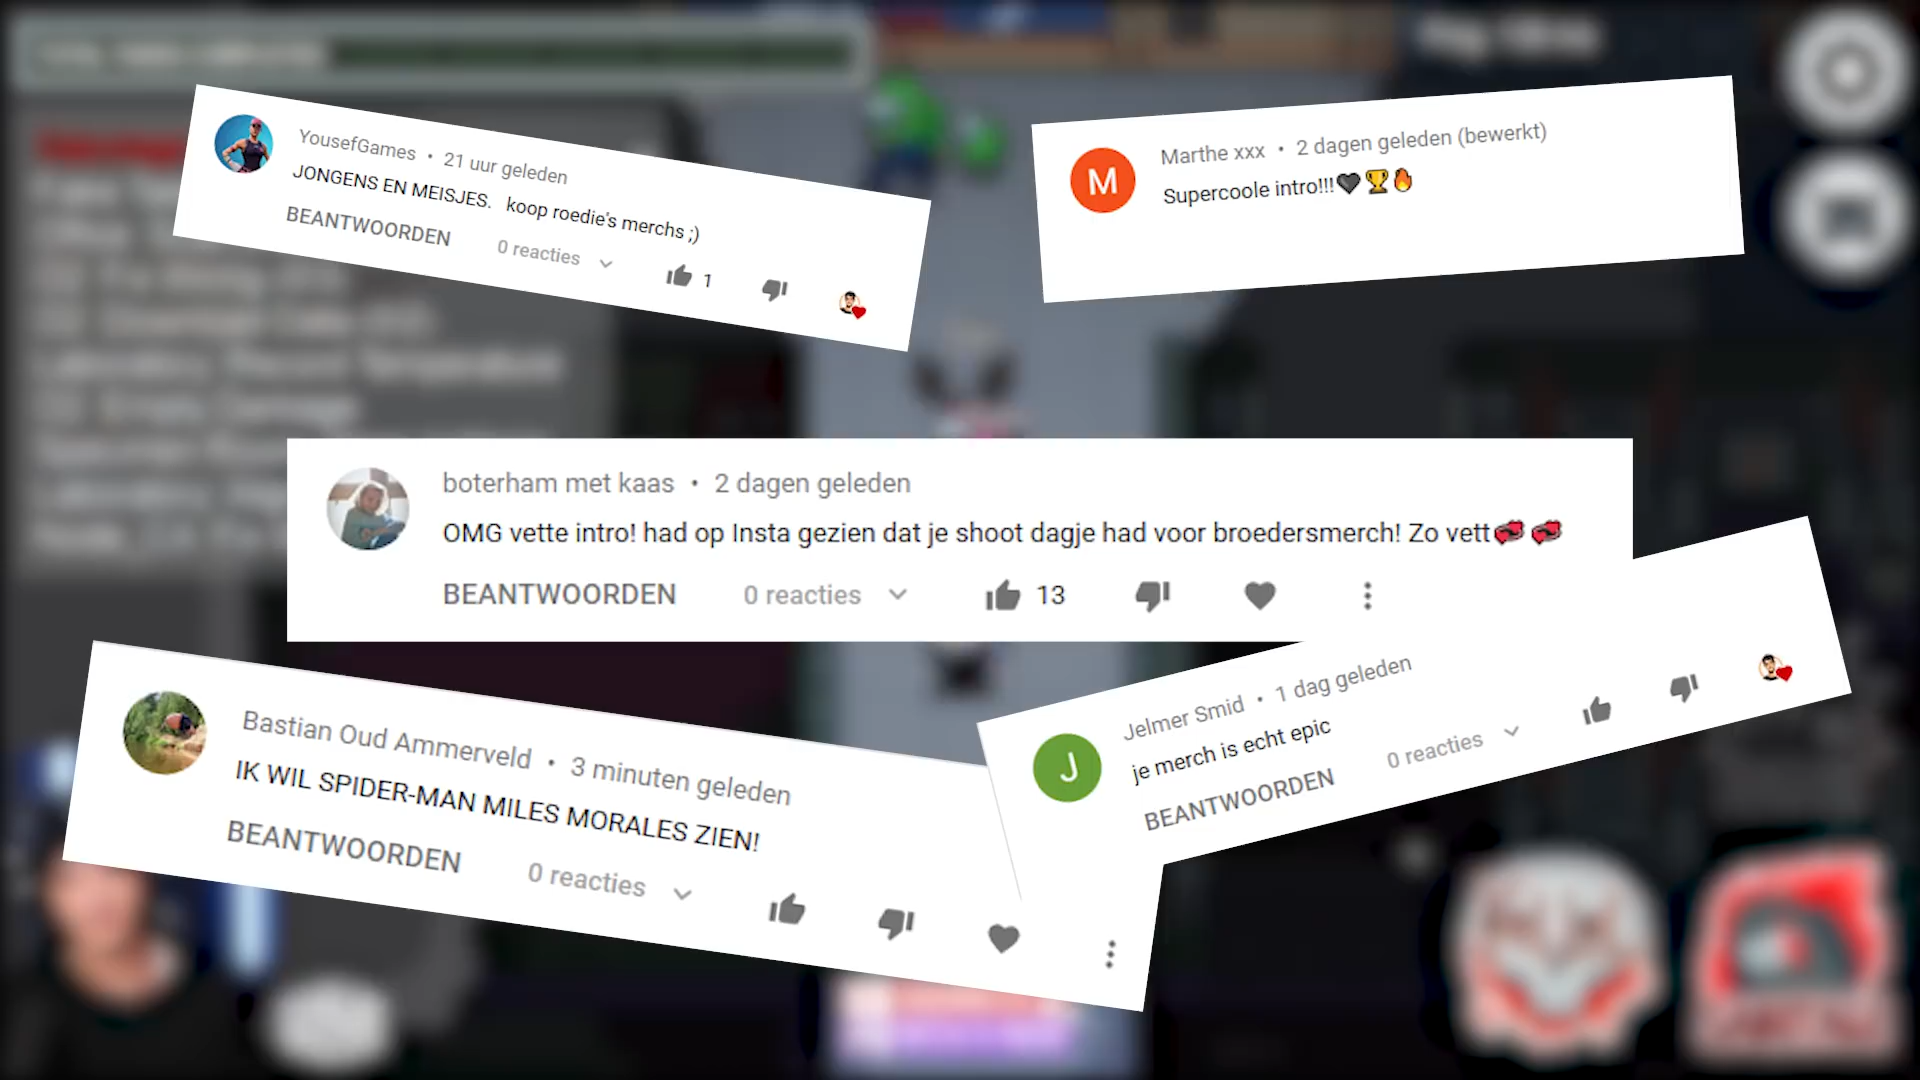 YousefGames • 21 uur geleden
JONGENS EN MEISJES. koop roedie's merchs ;)
BEANTWOORDEN 0 reacties 1
Marthe xxx • 2 dagen geleden (bewerkt)
Supercoole intro!!!🖤🏆🔥
boterham met kaas • 2 dagen geleden
OMG vette intro! had op Insta gezien dat je shoot dagje had voor broedersmerch! Zo vett💞💞
BEANTWOORDEN 0 reacties 13
Bastian Oud Ammerveld • 3 minuten geleden
IK WIL SPIDER-MAN MILES MORALES ZIEN!
BEANTWOORDEN 0 reacties
Jelmer Smid • 1 dag geleden
je merch is echt epic
BEANTWOORDEN 0 reacties